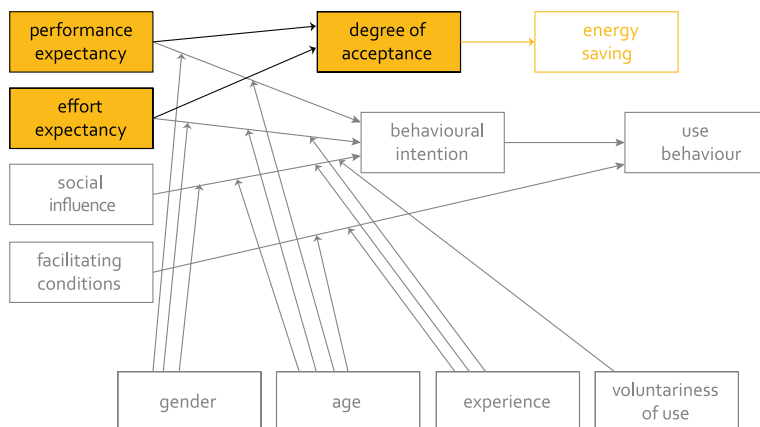 performance
expectancy
degree of
acceptance
energy
saving
effort
expectancy
behavioural
intention
use
behaviour
social
influence
facilitating
conditions
gender
age
experience
voluntariness
of use